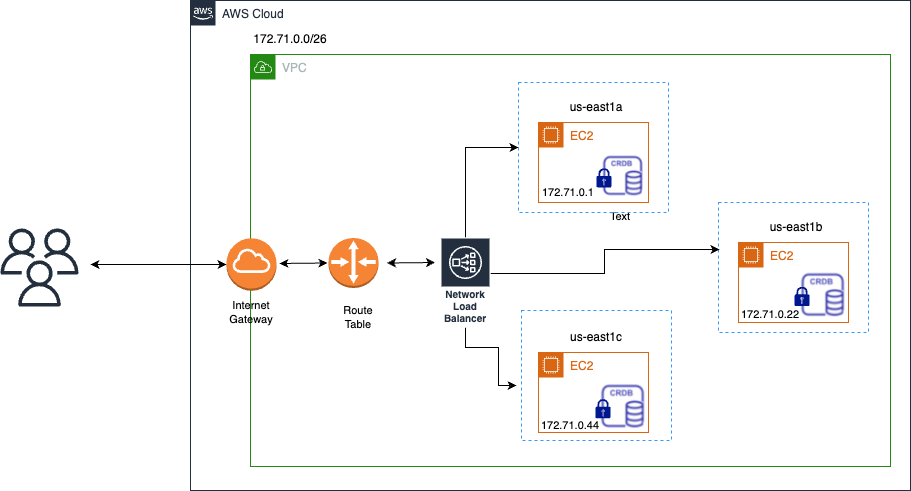 aws
AWS Cloud
172.71.0.0/26
VPC
us-east1a
EC2
CRDB
172.71.0.1
Text
us-east1b
EC2
CRDB
172.71.0.22
Internet
Gateway
Route
Table
Network
Load
Balancer
us-east1c
EC2
CRDB
172.71.0.44